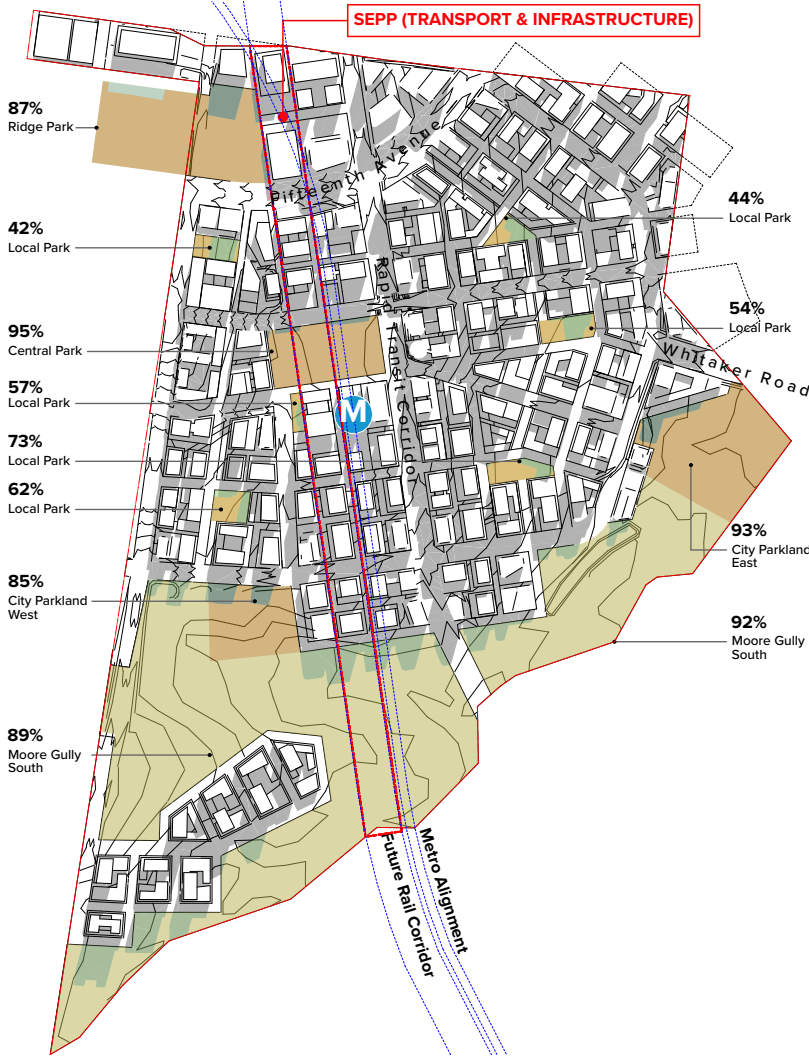 SEPP (TRANSPORT & INFRASTRUCTURE)
87%
Ridge Park
Fifteenth Avenue
44%
Local Park
42%
Local Park
Rapid Transit Corridor
54%
Local Park
95%
Central Park
Whitaker Road
57%
Local Park
M
73%
Local Park
62%
Local Park
93%
City Parkland
East
85%
City Parkland
West
92%
Moore Gully
South
89%
Moore Gully
South
Metro Alignment
Future Rail Corridor